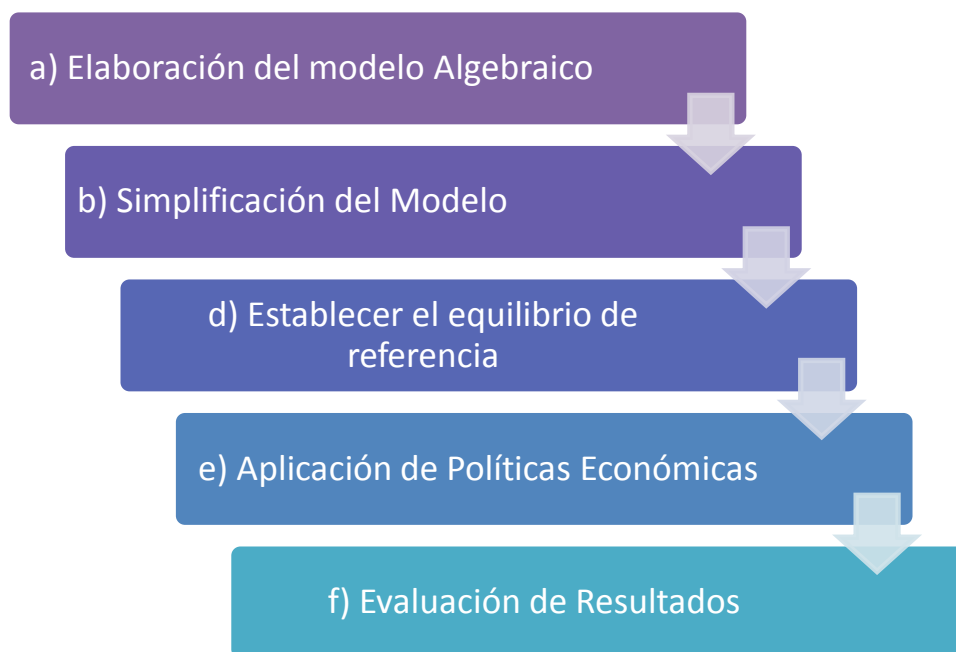 a) Elaboración del modelo Algebraico
b) Simplificación del Modelo
d) Establecer el equilibrio de
referencia
e) Aplicación de Políticas Económicas
f) Evaluación de Resultados